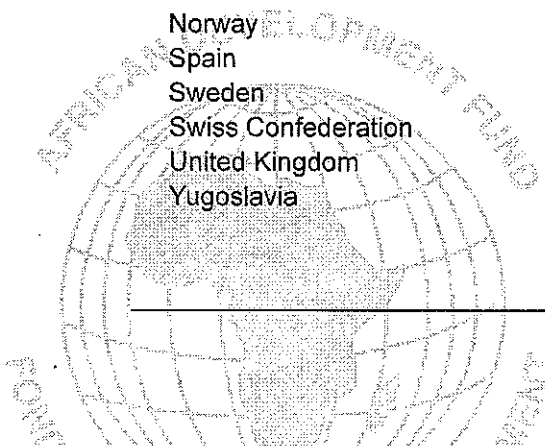 AFRICAN DEVELOPMENT FUND
Norway
Spain
Sweden
Swiss Confederation
United Kingdom
Yugoslavia